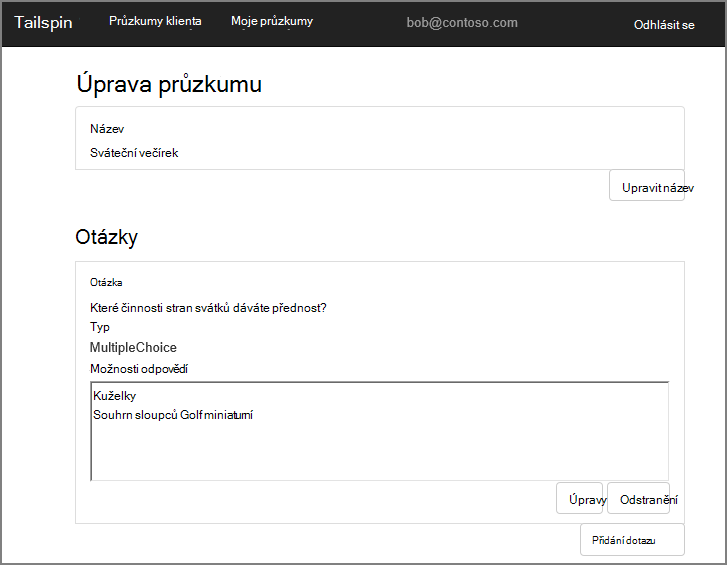 Tailspin Průzkumy klienta Moje průzkumy bob@contoso.com Odhlásit se
Úprava průzkumu
Název
Sváteční večírek
Upravit název
Otázky
Otázka
Které činnosti stran svátků dáváte přednost?
Typ
MultipleChoice
Možnosti odpovědí
Kuželky
Souhrn sloupců Golf miniaturní
Úpravy Odstranění
Přidání dotazu